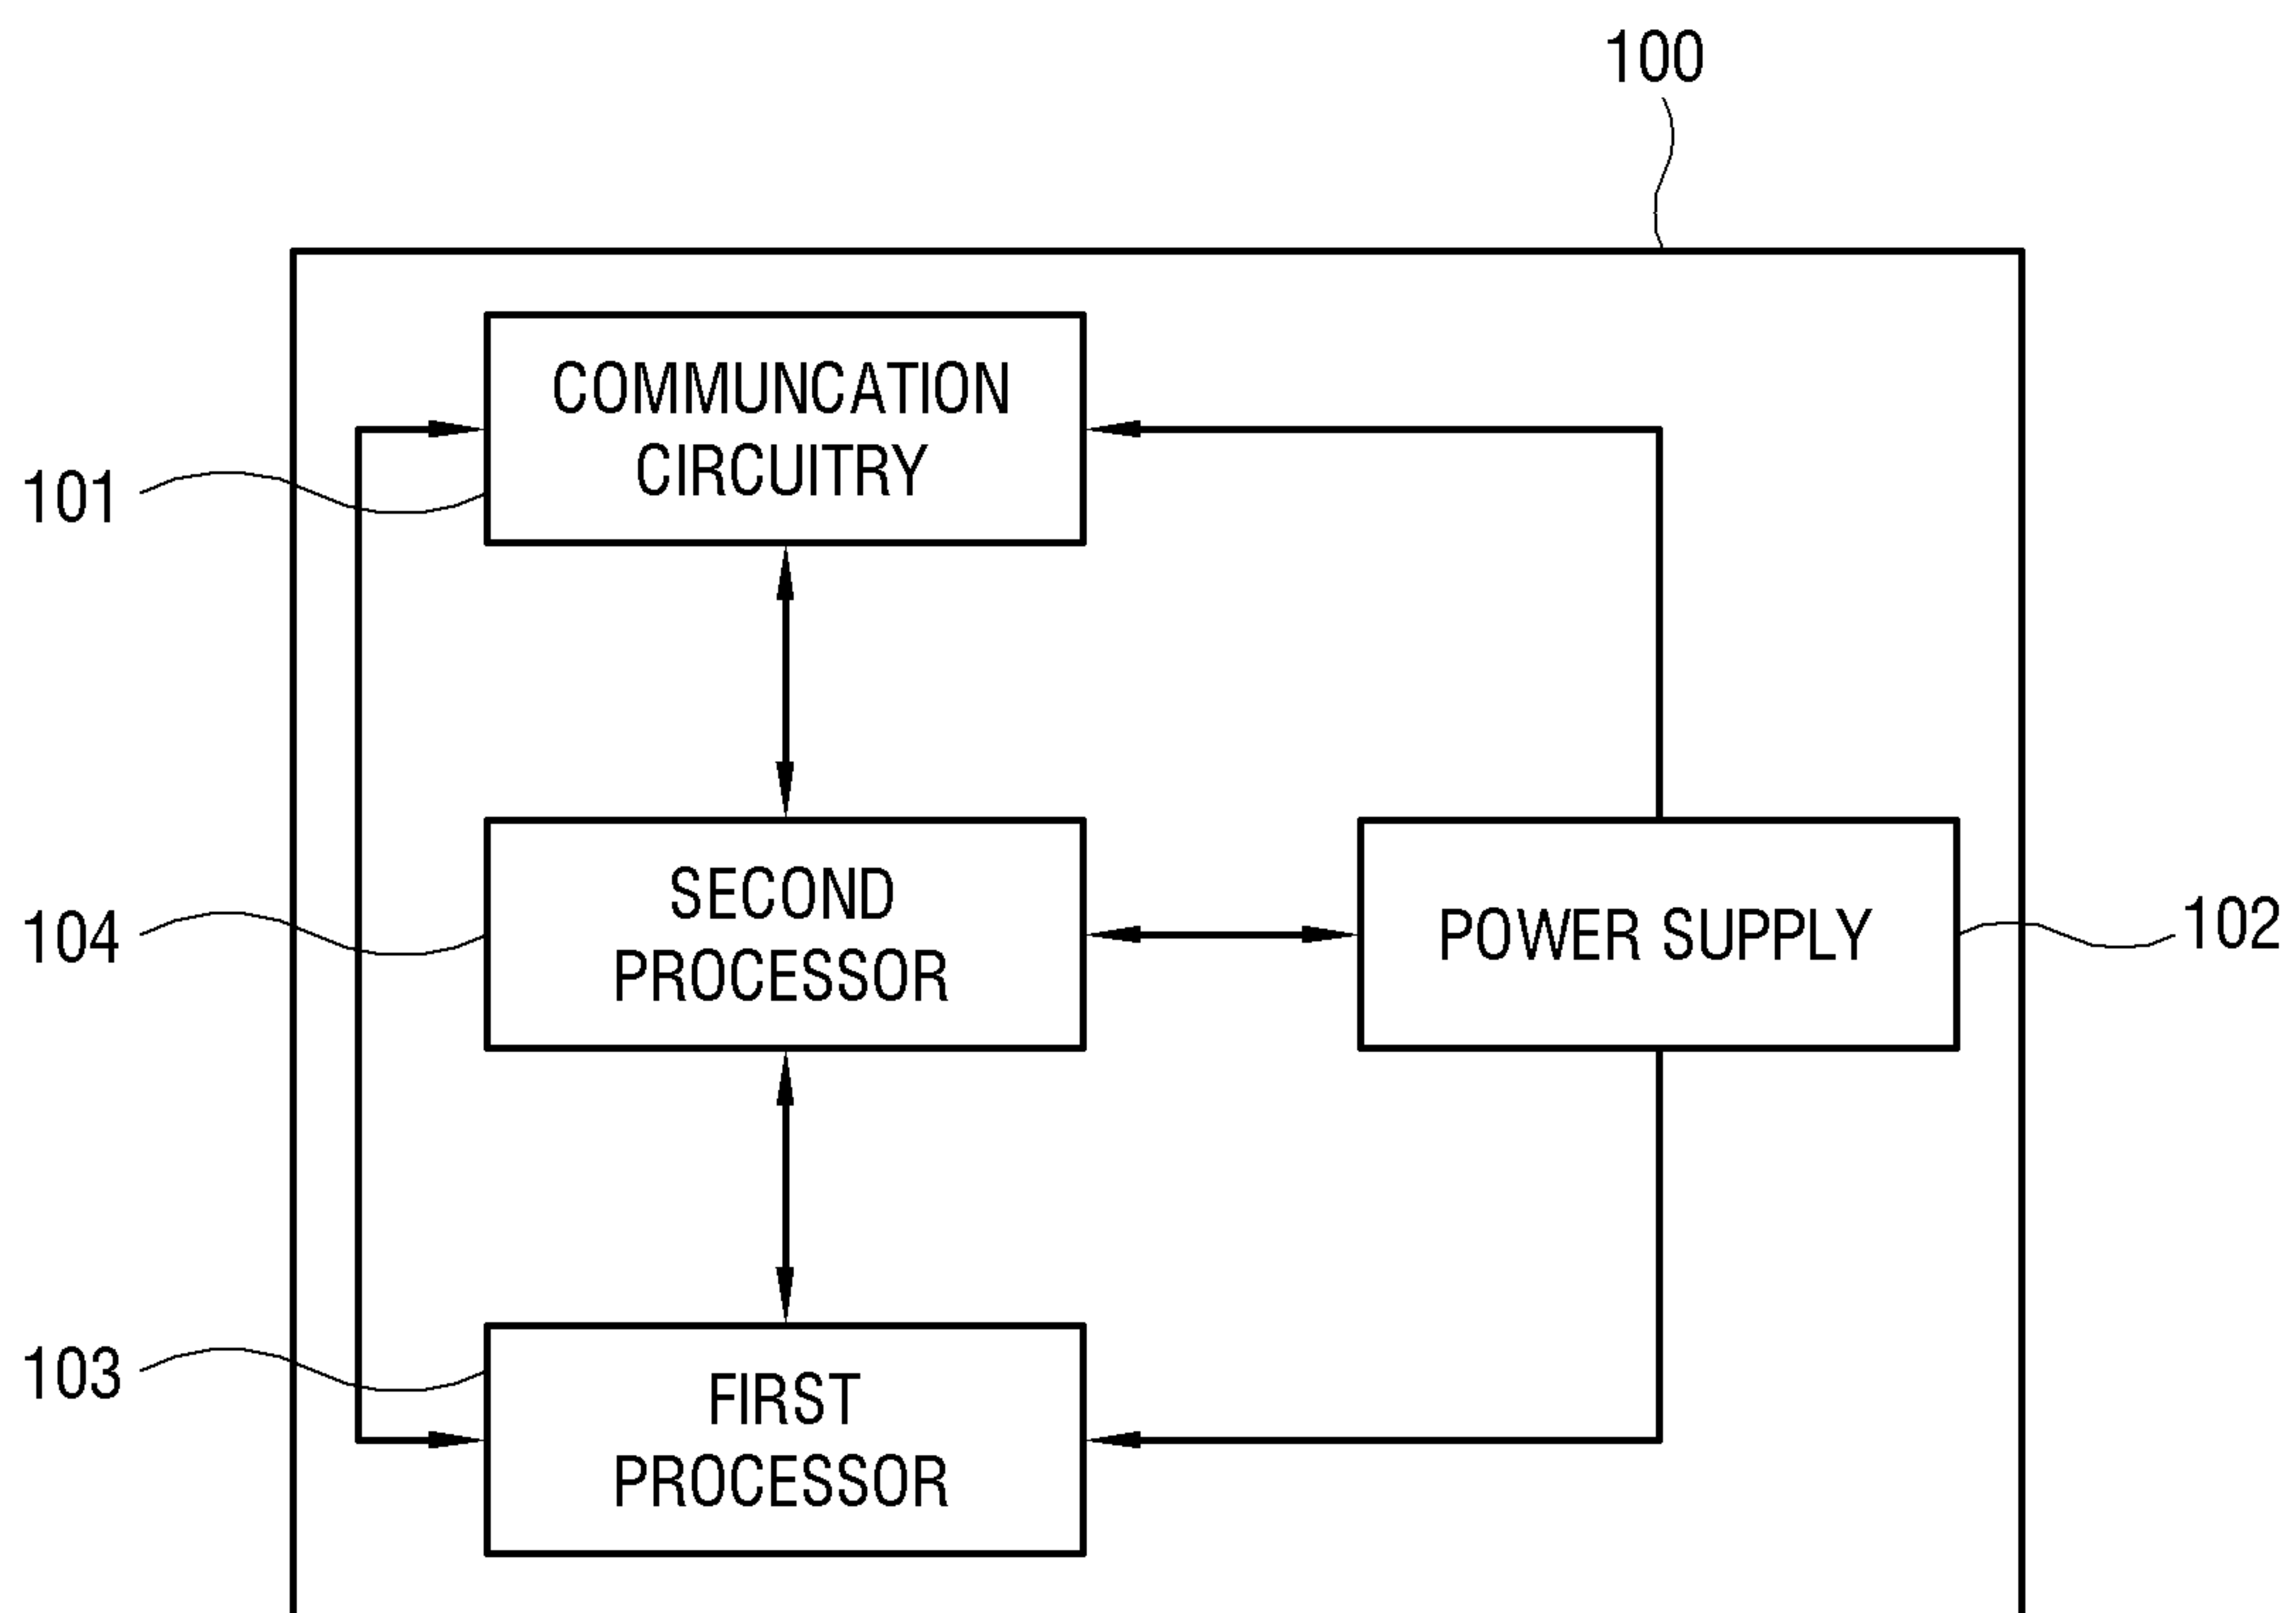 100
COMMUNCATION
CIRCUITRY
101
SECOND
PROCESSOR
104
POWER SUPPLY
102
103
FIRST
PROCESSOR